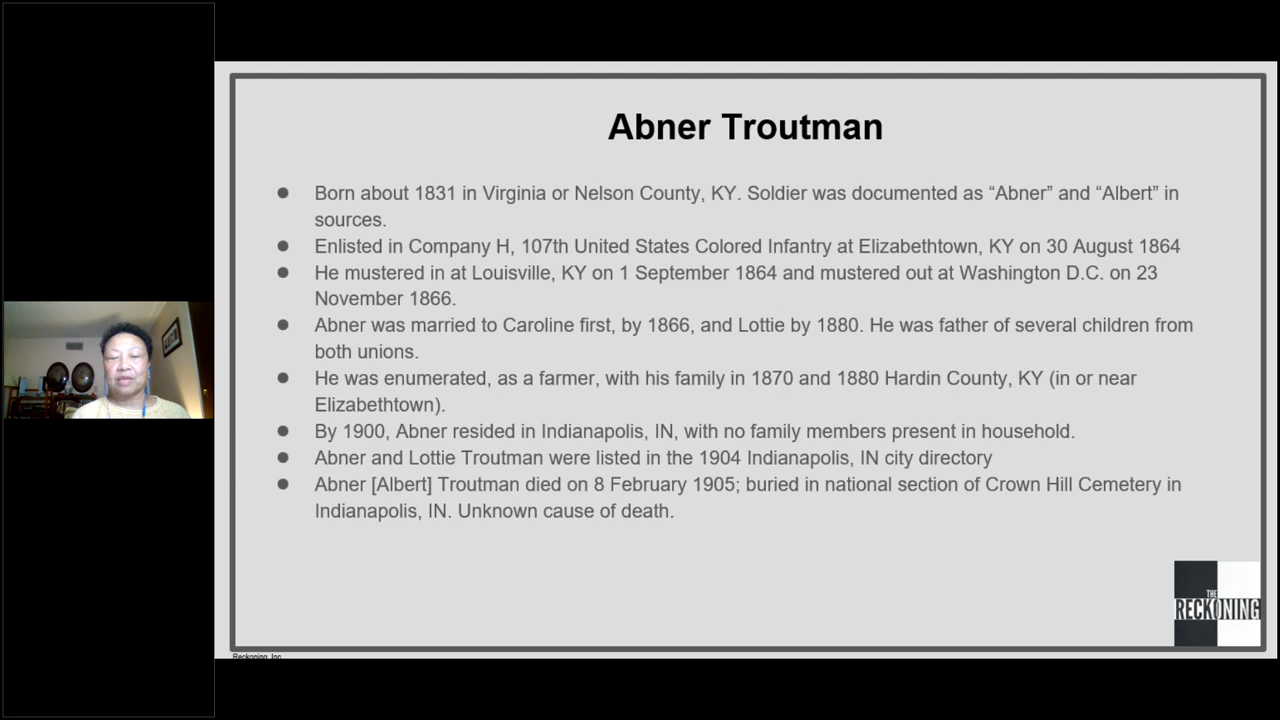 Abner Troutman
● Born about 1831 in Virginia or Nelson County, KY. Soldier was documented as “Abner” and “Albert” in
sources.
● Enlisted in Company H, 107th United States Colored Infantry at Elizabethtown, KY on 30 August 1864
● He mustered in at Louisville, KY on 1 September 1864 and mustered out at Washington D.C. on 23
November 1866.
● Abner was married to Caroline first, by 1866, and Lottie by 1880. He was father of several children from
both unions.
● He was enumerated, as a farmer, with his family in 1870 and 1880 Hardin County, KY (in or near
Elizabethtown).
● By 1900, Abner resided in Indianapolis, IN, with no family members present in household.
● Abner and Lottie Troutman were listed in the 1904 Indianapolis, IN city directory
● Abner [Albert] Troutman died on 8 February 1905; buried in national section of Crown Hill Cemetery in
Indianapolis, IN. Unknown cause of death.
THE
RECKONING
Reckoning, Inc.